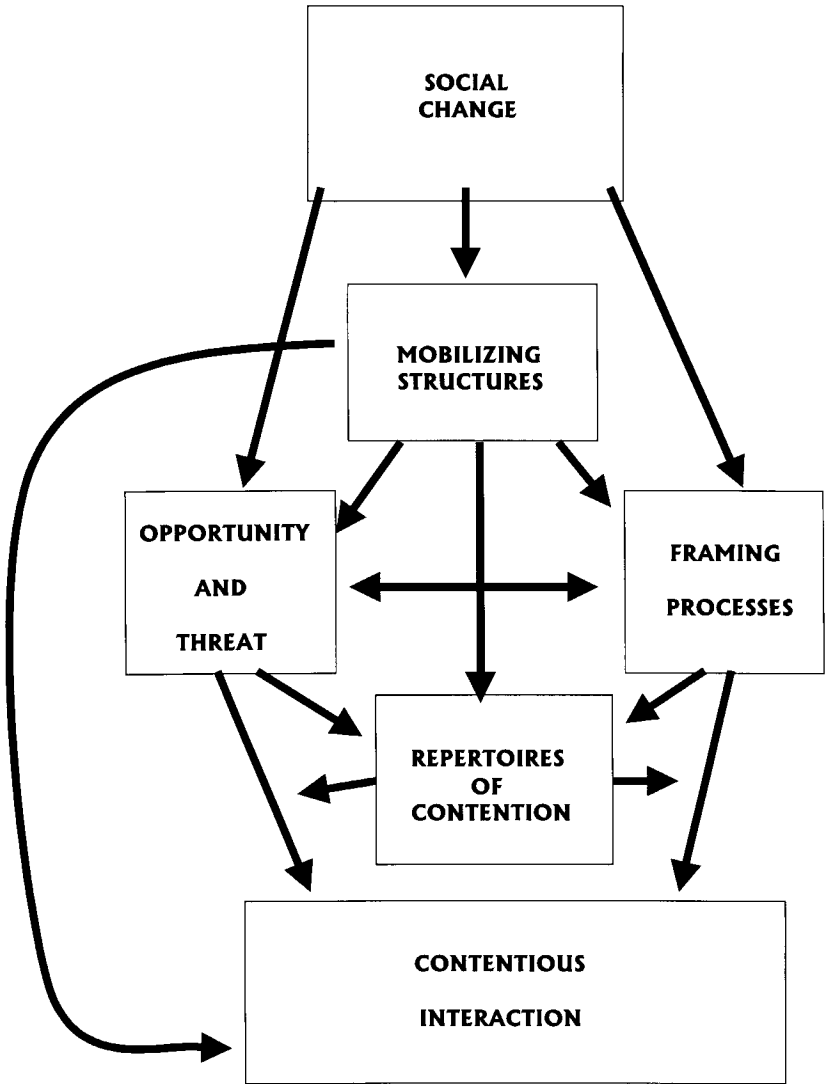 SOCIAL
CHANGE
MOBILIZING
STRUCTURES
OPPORTUNITY
AND
THREAT
FRAMING
PROCESSES
REPERTOIRES
OF
CONTENTION
CONTENTIOUS
INTERACTION